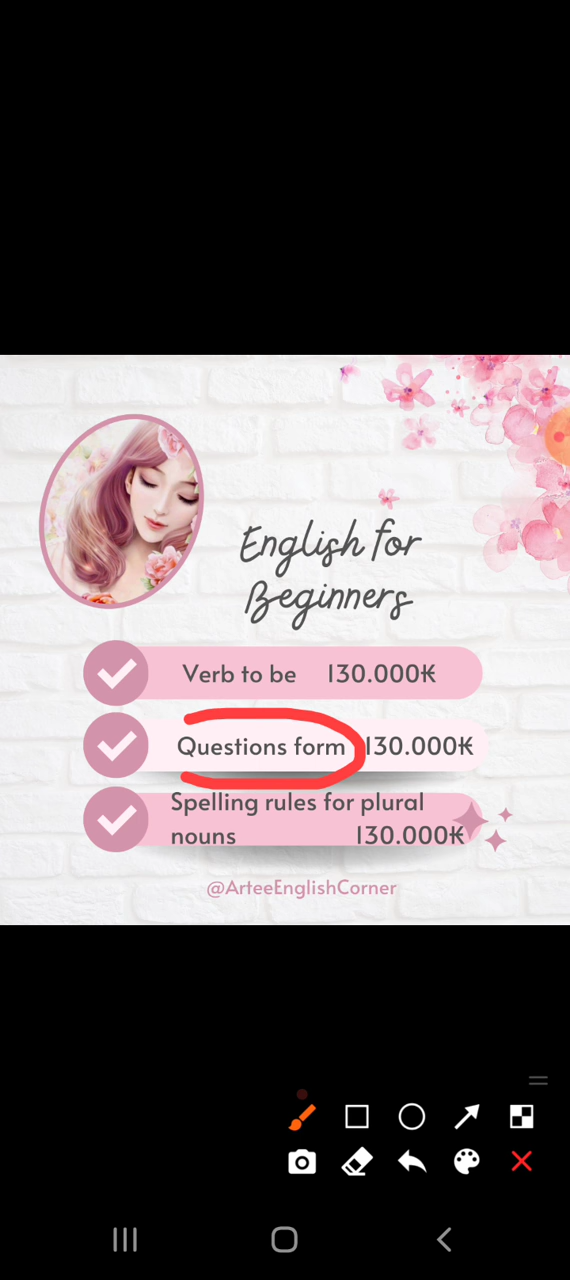 English for
Beginners
Verb to be 130.000₭
Questions form 130.000₭
Spelling rules for plural
nouns 130.000₭
@ArteeEnglishCorner